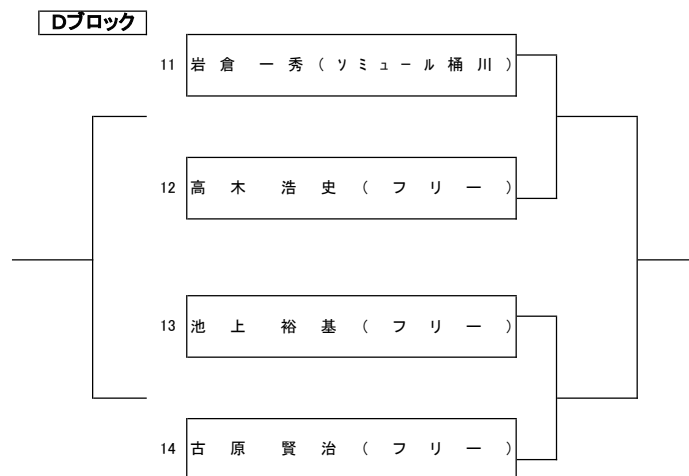 Dブロック
11 岩倉 一秀(ソミュール桶川)
12 高木 浩史(フリー)
13 池上 裕基(フリー)
14 古原 賢治(フリー)